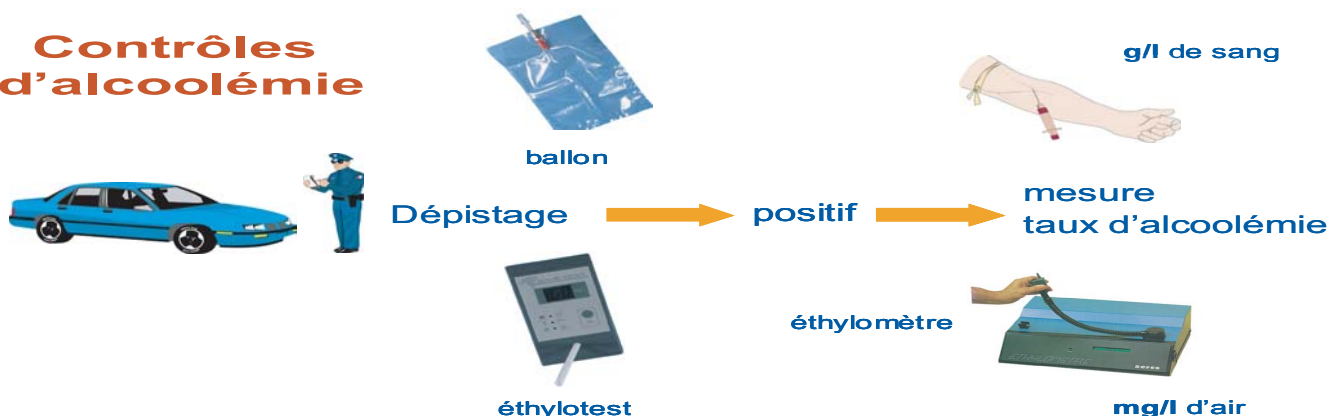 Contrôles
d'alcoolémie
ballon
g/l de sang
Dépistage
positif
mesure
taux d'alcoolémie
éthylotest
éthylomètre
mg/l d'air